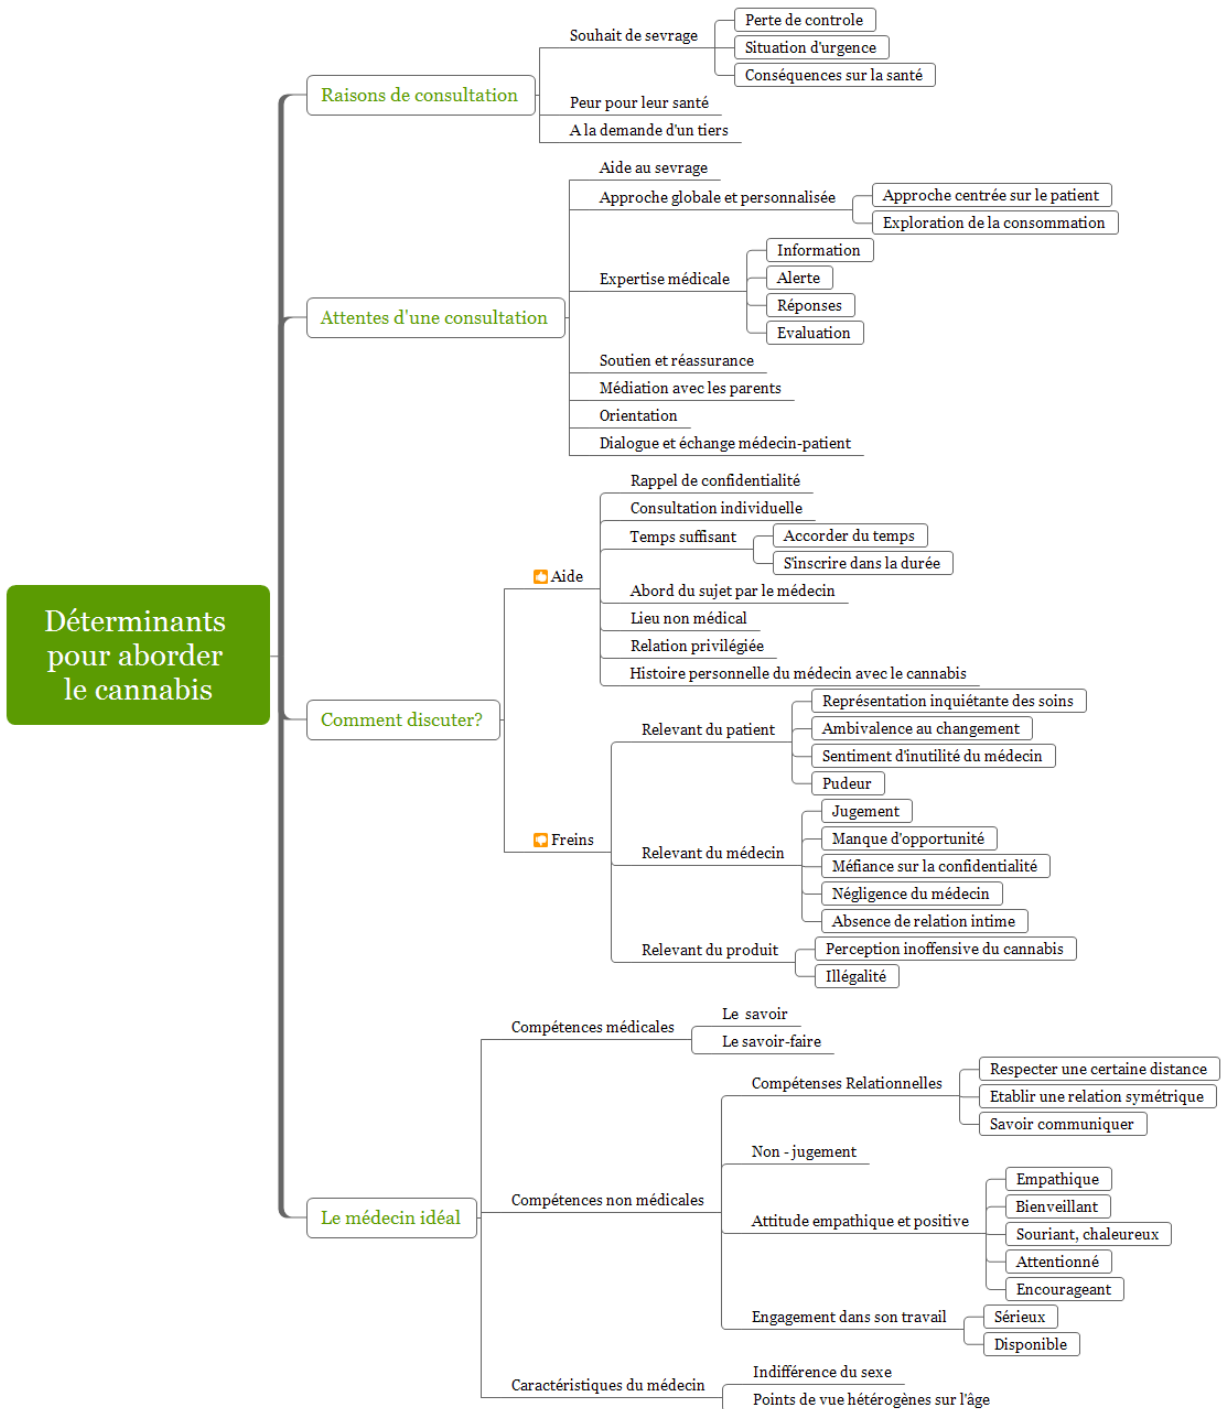 Déterminants
pour aborder
le cannabis
Raisons de consultation
Souhait de sevrage
Perte de controle
Situation d'urgence
Conséquences sur la santé
Peur pour leur santé
A la demande d'un tiers
Attentes d'une consultation
Aide au sevrage
Approche globale et personnalisée
Approche centrée sur le patient
Exploration de la consommation
Expertise médicale
Information
Alerte
Réponses
Evaluation
Soutien et réassurance
Médiation avec les parents
Orientation
Dialogue et échange médecin-patient
Comment discuter?
Aide
Rappel de confidentialité
Consultation individuelle
Temps suffisant
Accorder du temps
S'inscrire dans la durée
Abord du sujet par le médecin
Lieu non médical
Relation privilégiée
Histoire personnelle du médecin avec le cannabis
Freins
Relevant du patient
Représentation inquiétante des soins
Ambivalence au changement
Sentiment d'inutilité du médecin
Pudeur
Relevant du médecin
Jugement
Manque d'opportunité
Méfiance sur la confidentialité
Négligence du médecin
Absence de relation intime
Relevant du produit
Perception inoffensive du cannabis
Illégalité
Le médecin idéal
Compétences médicales
Le savoir
Le savoir-faire
Compétences non médicales
Compétenses Relationnelles
Respecter une certaine distance
Etablir une relation symétrique
Savoir communiquer
Non - jugement
Attitude empathique et positive
Empathique
Bienveillant
Souriant, chaleureux
Attentionné
Encourageant
Engagement dans son travail
Sérieux
Disponible
Caractéristiques du médecin
Indifférence du sexe
Points de vue hétérogènes sur l'âge